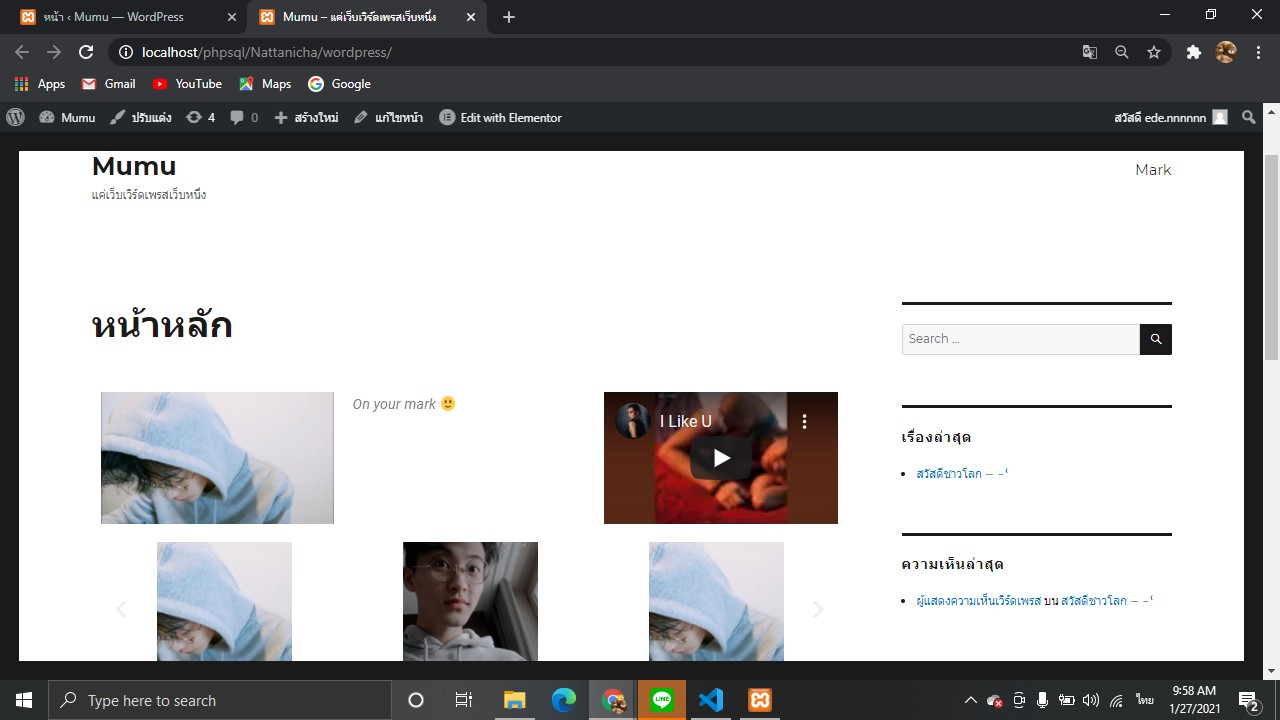 หน้า ‹ Mumu — WordPress
Mumu – แค่เว็บเวิร์ดเพรสเว็บหนึ่ง
localhost/phpsql/Nattanicha/wordpress/
Apps Gmail YouTube Maps Google
Mumu ปรับแต่ง 4 0 สร้างใหม่ แก้ไขหน้า Edit with Elementor สวัสดี ede.nnnnnn
Mumu
Mark
แค่เว็บเวิร์ดเพรสเว็บหนึ่ง
หน้าหลัก
Search …
On your mark 🙂
I Like U
เรื่องล่าสุด
สวัสดีชาวโลก – -‘
ความเห็นล่าสุด
ผู้แสดงความเห็นเวิร์ดเพรส บน สวัสดีชาวโลก – -‘
Type here to search
LINE
ไทย
9:58 AM
1/27/2021
2